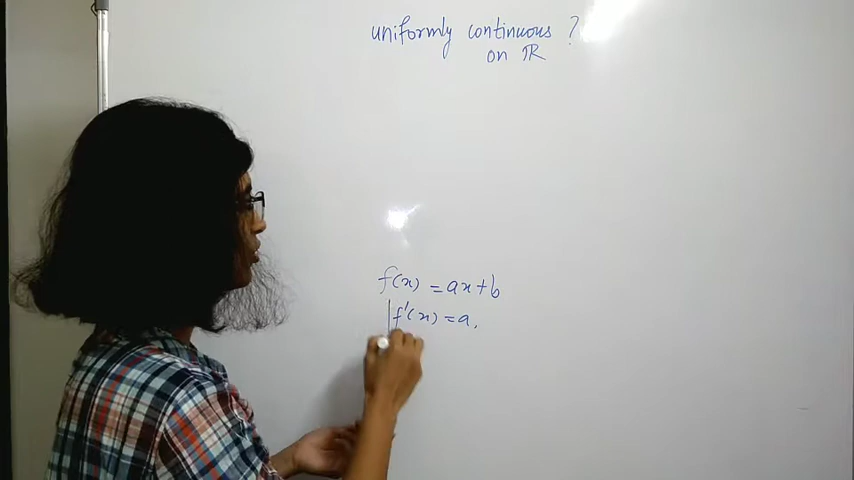 uniformly continuous ?
on ℝ
f(x) = ax+b
|f'(x) = a,